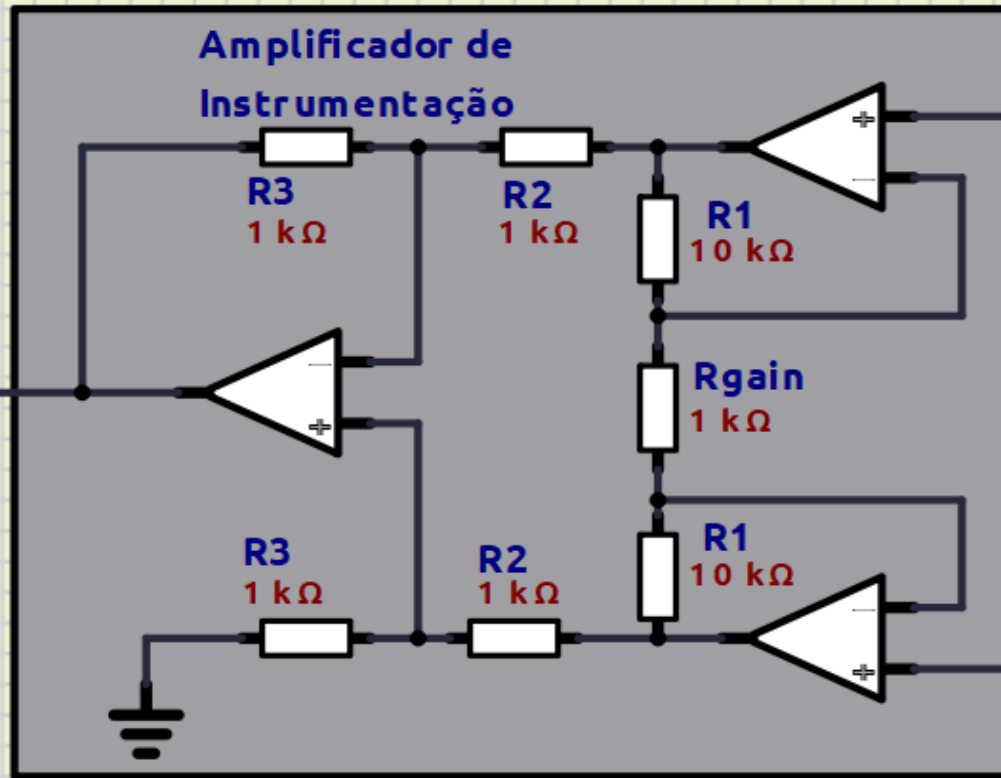 Amplificador de
Instrumentação
R3
1 kΩ
R2
1 kΩ
R1
10 kΩ
Rgain
1 kΩ
R1
10 kΩ
R3
1 kΩ
R2
1 kΩ